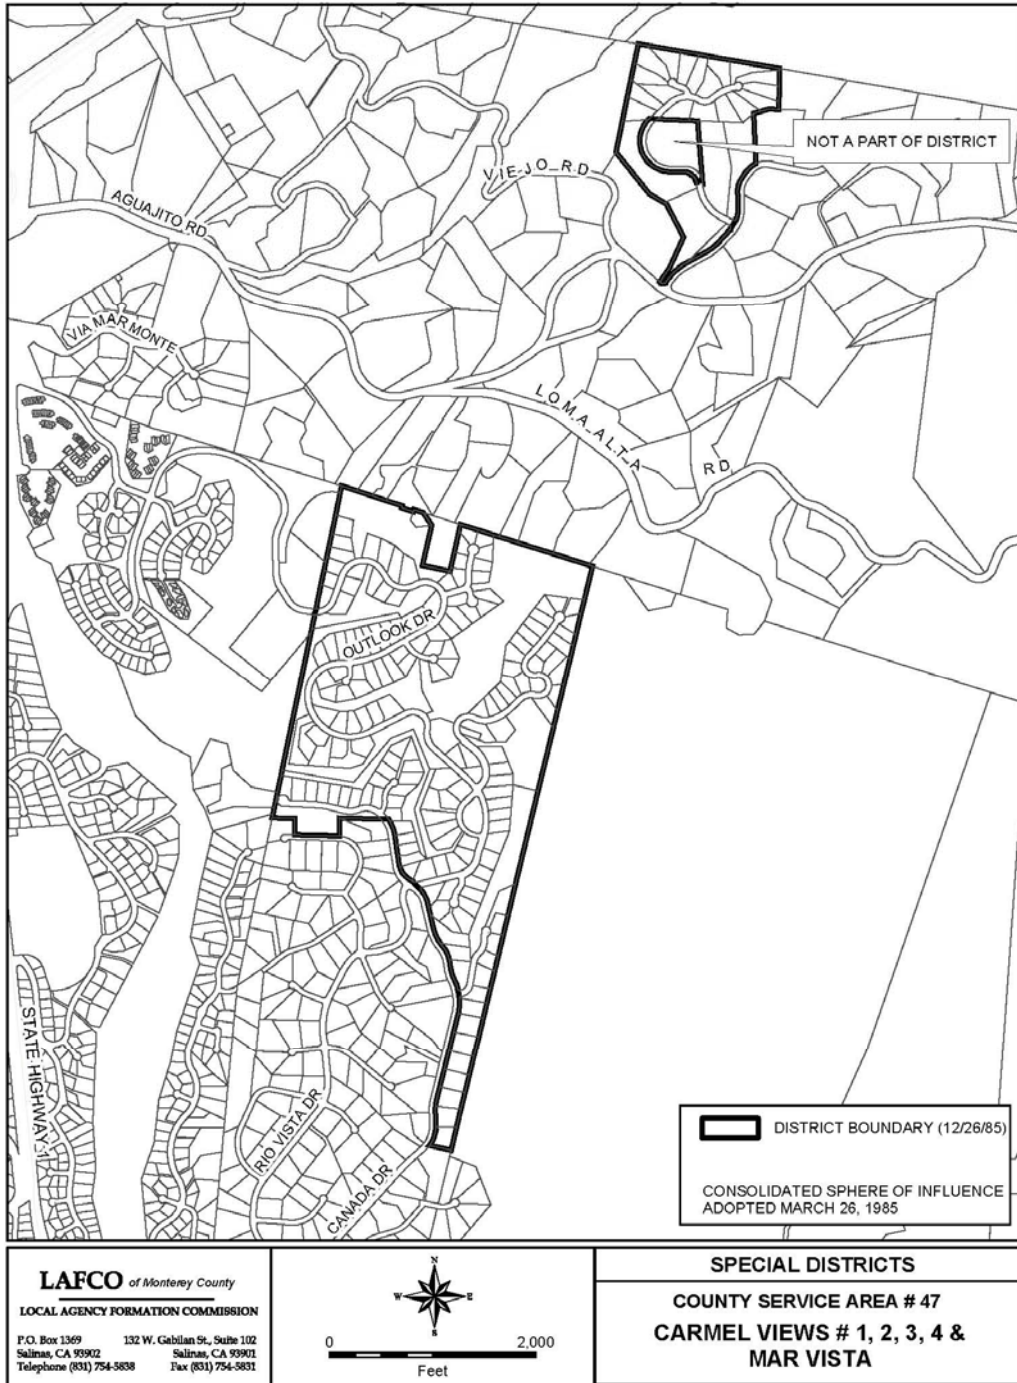 NOT A PART OF DISTRICT
VIEJO RD
AGUAJITO RD
VIA MARMONTE
LOMA ALTA
RD
OUTLOOK DR
STATE HIGHWAY 1
RIO VISTA DR
CANADA DR
DISTRICT BOUNDARY (12/26/85)
CONSOLIDATED SPHERE OF INFLUENCE
ADOPTED MARCH 26, 1985
LAFCO of Monterey County
LOCAL AGENCY FORMATION COMMISSION
P.O. Box 1369 132 W. Gabilan St., Suite 102
Salinas, CA 93902 Salinas, CA 93901
Telephone (831) 754-5838 Fax (831) 754-5831
N
W E
S
0 2,000
Feet
SPECIAL DISTRICTS
COUNTY SERVICE AREA # 47
CARMEL VIEWS # 1, 2, 3, 4 &
MAR VISTA